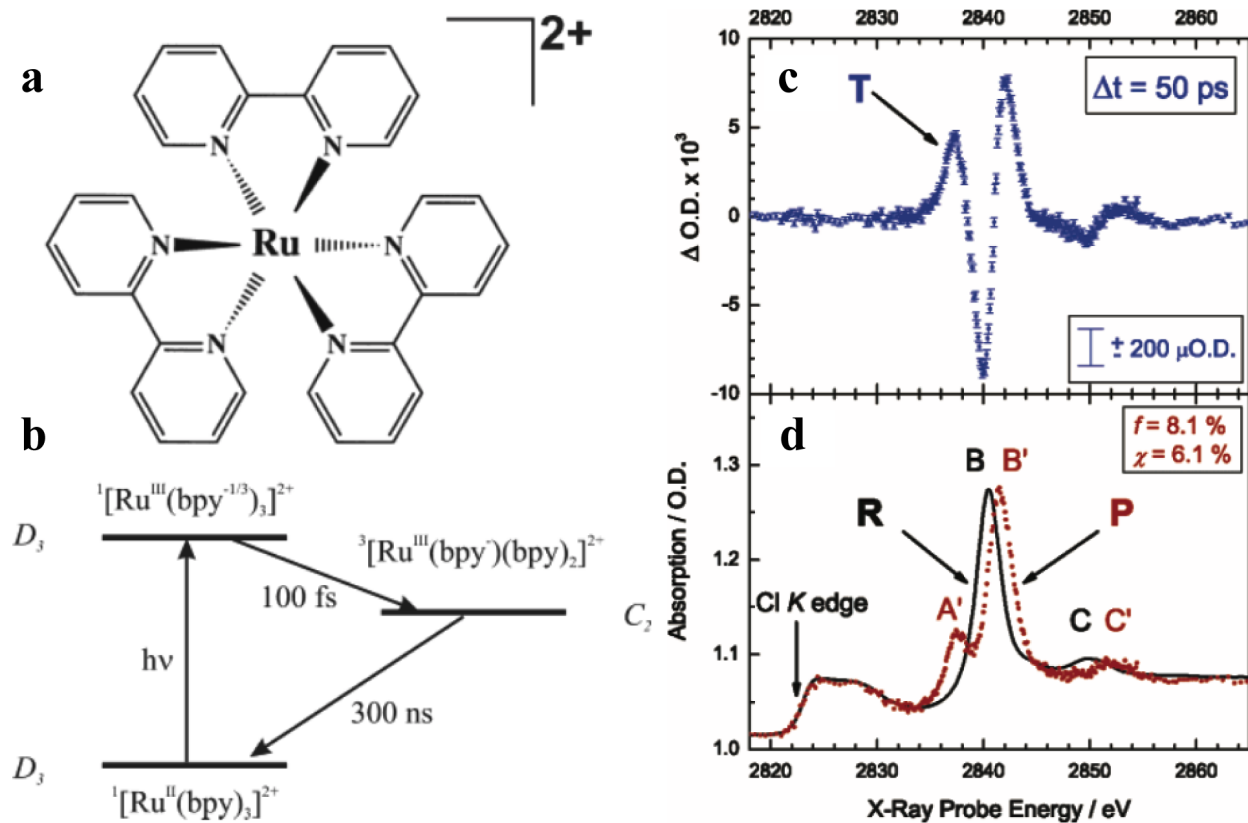 a
2+
N
N
N
Ru
N
N
N
b
¹[Ruᴵᴵᴵ(bpy⁻¹ᐟ³)₃]²⁺
D₃
³[Ruᴵᴵᴵ(bpy⁻)(bpy)₂]²⁺
100 fs
C₂
hν
300 ns
D₃
¹[Ruᴵᴵ(bpy)₃]²⁺
2820 2830 2840 2850 2860
c
T
Δt = 50 ps
10
5
0
-5
-10
Δ O.D. x 10³
± 200 μO.D.
d
f = 8.1 %
χ = 6.1 %
B B'
R
P
A'
Cl K edge
C C'
1.3
1.2
1.1
1.0
Absorption / O.D.
2820 2830 2840 2850 2860
X-Ray Probe Energy / eV